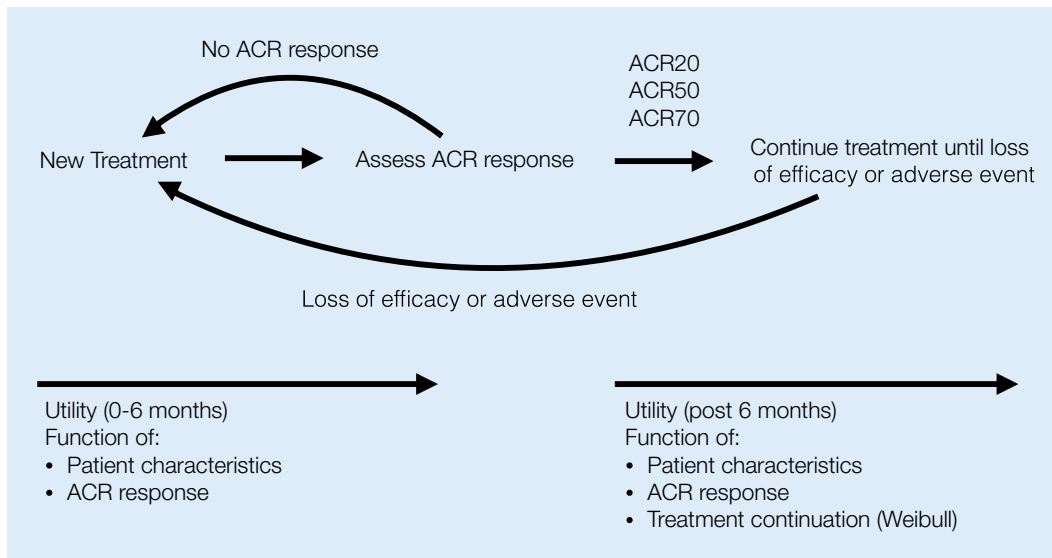 No ACR response
ACR20
ACR50
ACR70
New Treatment
Assess ACR response
Continue treatment until loss
of efficacy or adverse event
Loss of efficacy or adverse event
Utility (0-6 months)
Function of:
• Patient characteristics
• ACR response
Utility (post 6 months)
Function of:
• Patient characteristics
• ACR response
• Treatment continuation (Weibull)